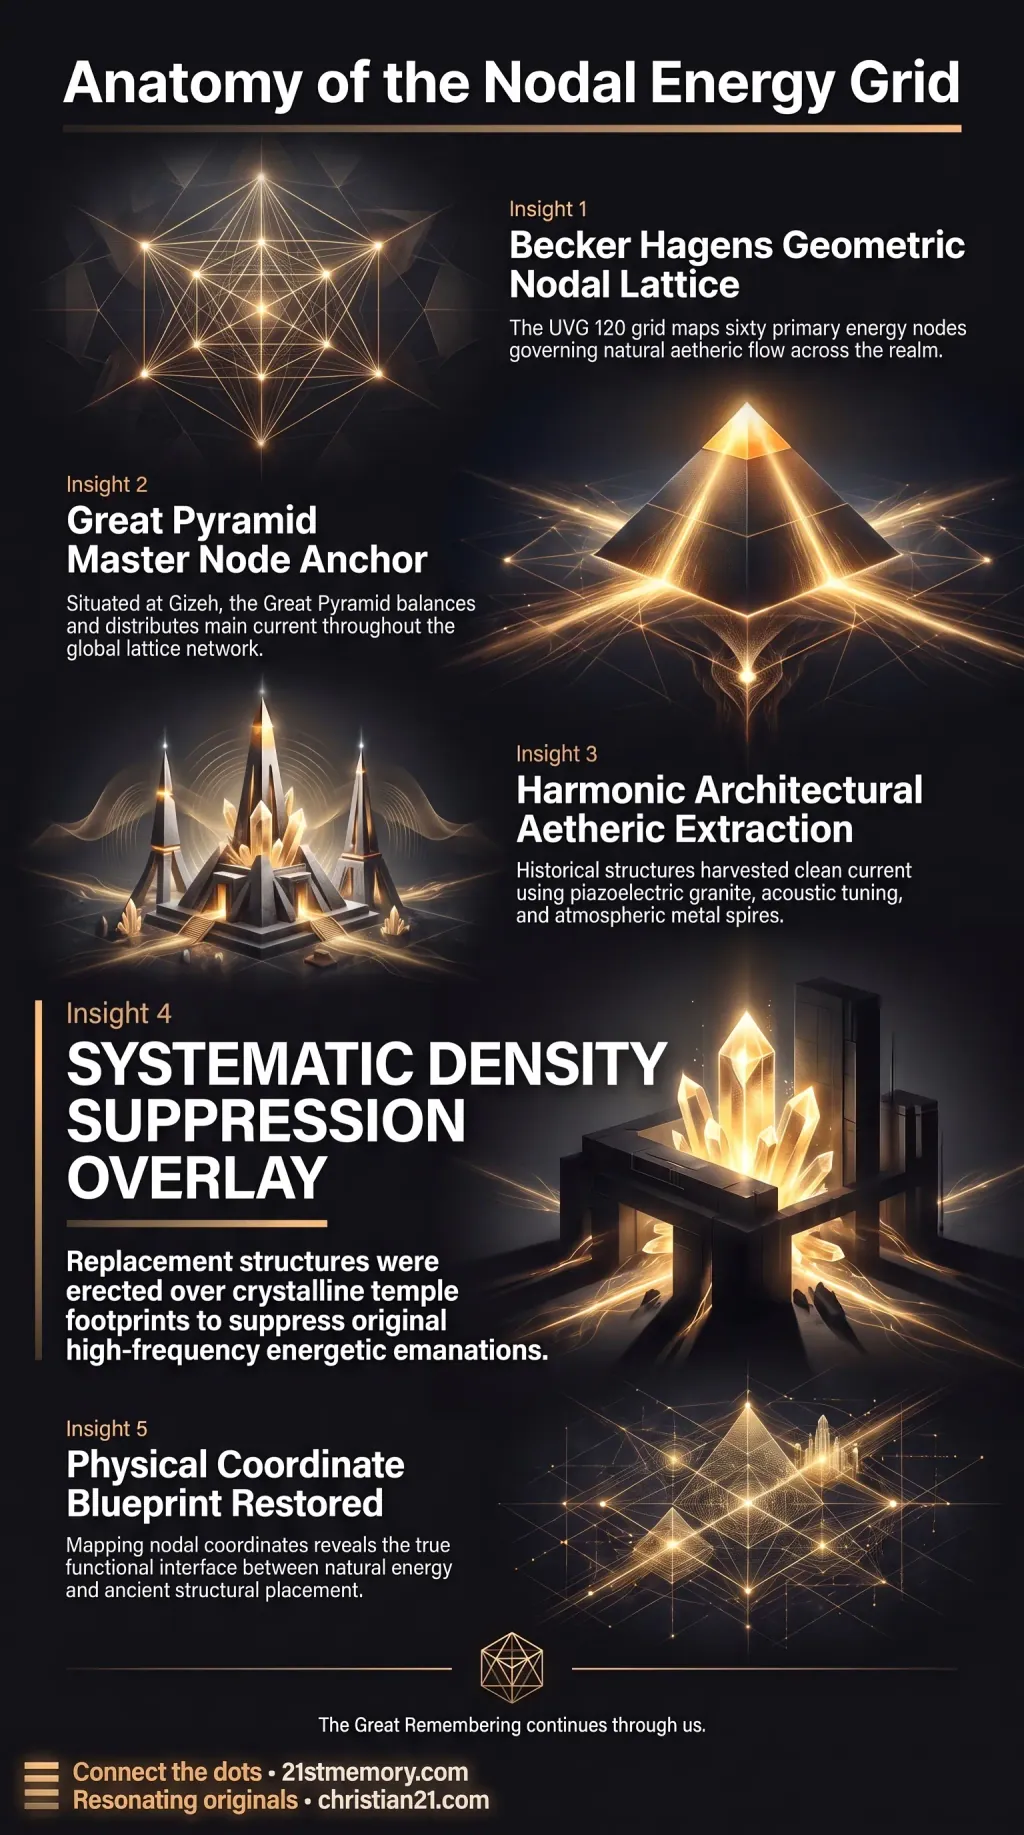 Anatomy of the Nodal Energy Grid
Insight 1
Becker Hagens Geometric
Nodal Lattice
The UVG 120 grid maps sixty primary energy nodes
governing natural aetheric flow across the realm.
Insight 2
Great Pyramid
Master Node Anchor
Situated at Gizeh, the Great Pyramid balances
and distributes main current throughout the
global lattice network.
Insight 3
Harmonic Architectural
Aetheric Extraction
Historical structures harvested clean current
using piazoelectric granite, acoustic tuning,
and atmospheric metal spires.
Insight 4
SYSTEMATIC DENSITY
SUPPRESSION
OVERLAY
Replacement structures were
erected over crystalline temple
footprints to suppress original
high-frequency energetic emanations.
Insight 5
Physical Coordinate
Blueprint Restored
Mapping nodal coordinates reveals the true
functional interface between natural energy
and ancient structural placement.
The Great Remembering continues through us.
Connect the dots • 21stmemory.com
Resonating originals • christian21.com